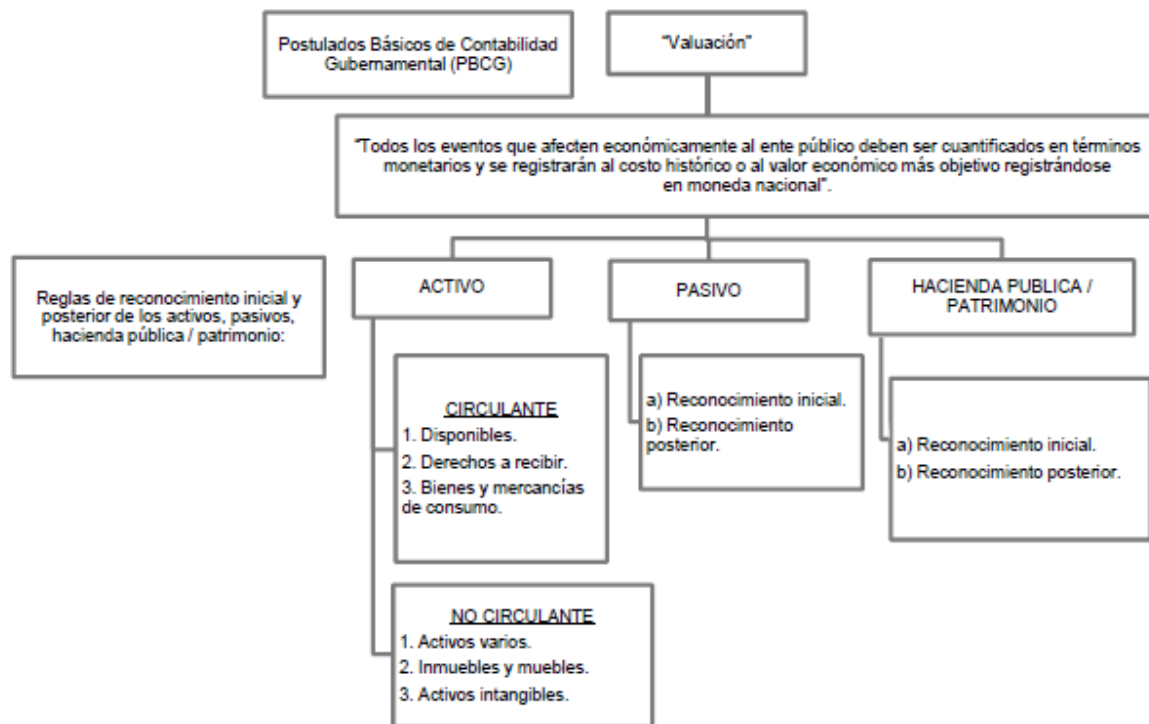 Postulados Básicos de Contabilidad
Gubernamental (PBCG)
"Valuación"
"Todos los eventos que afecten económicamente al ente público deben ser cuantificados en términos
monetarios y se registrarán al costo histórico o al valor económico más objetivo registrándose
en moneda nacional".
Reglas de reconocimiento inicial y
posterior de los activos, pasivos,
hacienda pública / patrimonio:
ACTIVO
CIRCULANTE
1. Disponibles.
2. Derechos a recibir.
3. Bienes y mercancías
de consumo.
NO CIRCULANTE
1. Activos varios.
2. Inmuebles y muebles.
3. Activos intangibles.
PASIVO
a) Reconocimiento inicial.
b) Reconocimiento
posterior.
HACIENDA PUBLICA /
PATRIMONIO
a) Reconocimiento inicial.
b) Reconocimiento posterior.